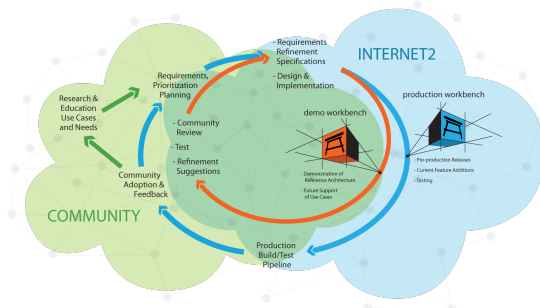 - Requirements
Refinement
Specifications
- Design &
Implementation
INTERNET2
Requirements,
Prioritization
Planning
Research &
Education
Use Cases
and Needs
production workbench
demo workbench
- Community
Review
- Test
- Refinement
Suggestions
- Pre-production Releases
- Current Feature Additions
- Testing
- Demonstration of
Reference Architecture
- Future Support
of Use Cases
Community
Adoption &
Feedback
COMMUNITY
Production
Build/Test
Pipeline